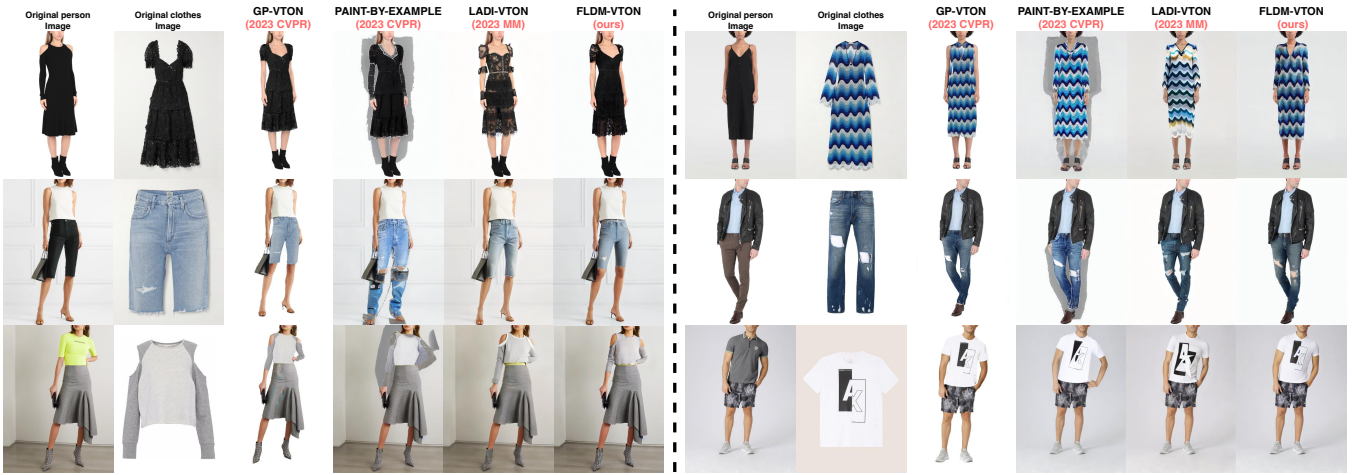 Original person
Image
Original clothes
Image
GP-VTON
(2023 CVPR)
PAINT-BY-EXAMPLE
(2023 CVPR)
LADI-VTON
(2023 MM)
FLDM-VTON
(ours)
Original person
Image
Original clothes
Image
GP-VTON
(2023 CVPR)
PAINT-BY-EXAMPLE
(2023 CVPR)
LADI-VTON
(2023 MM)
FLDM-VTON
(ours)
AK